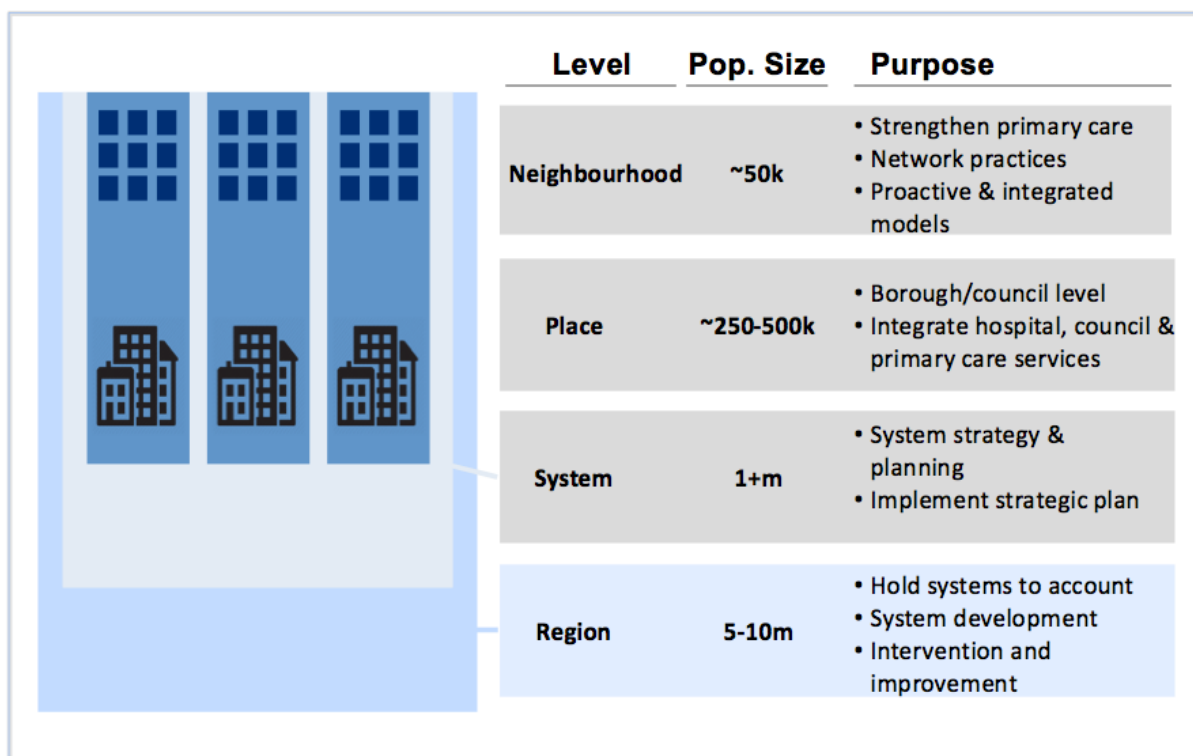 Level Pop. Size Purpose
Neighbourhood ~50k
• Strengthen primary care
• Network practices
• Proactive & integrated
models
Place ~250-500k
• Borough/council level
• Integrate hospital, council &
primary care services
System 1+m
• System strategy &
planning
• Implement strategic plan
Region 5-10m
• Hold systems to account
• System development
• Intervention and
improvement